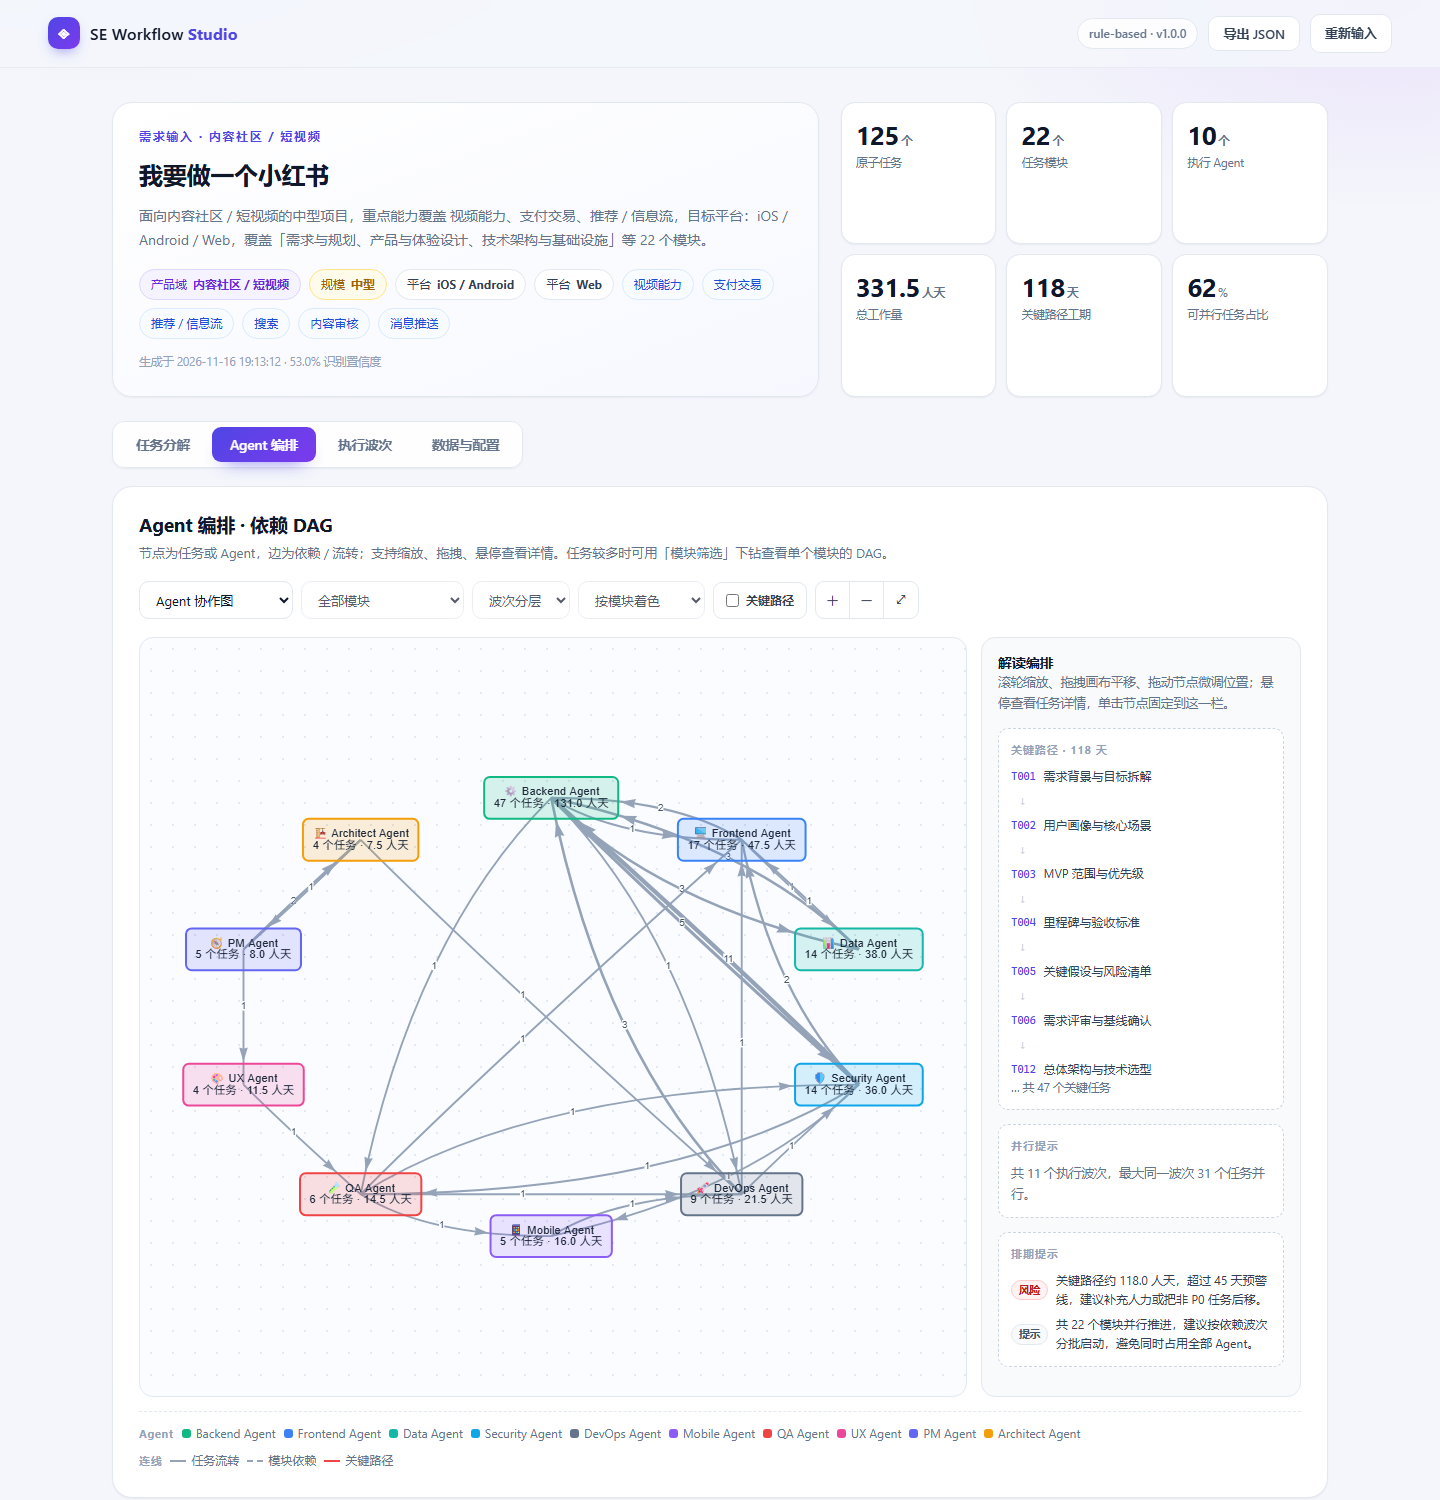 SE Workflow Studio
rule-based · v1.0.0
导出 JSON
重新输入
需求输入 · 内容社区 / 短视频
我要做一个小红书
面向内容社区 / 短视频的中型项目，重点能力覆盖 视频能力、支付交易、推荐 / 信息流，目标平台：iOS /
Android / Web，覆盖「需求与规划、产品与体验设计、技术架构与基础设施」等 22 个模块。
产品域 内容社区 / 短视频
规模 中型
平台 iOS / Android
平台 Web
视频能力
支付交易
推荐 / 信息流
搜索
内容审核
消息推送
生成于 2026-11-16 19:13:12 · 53.0% 识别置信度
125个
原子任务
22个
任务模块
10个
执行 Agent
331.5人天
总工作量
118天
关键路径工期
62%
可并行任务占比
任务分解
Agent 编排
执行波次
数据与配置
Agent 编排 · 依赖 DAG
节点为任务或 Agent，边为依赖 / 流转；支持缩放、拖拽、悬停查看详情。任务较多时可用「模块筛选」下钻查看单个模块的 DAG。
Agent 协作图
全部模块
波次分层
按模块着色
关键路径
+
−
⤢
Backend Agent
47 个任务 · 131.0 人天
Architect Agent
4 个任务 · 7.5 人天
Frontend Agent
17 个任务 · 47.5 人天
PM Agent
5 个任务 · 8.0 人天
Data Agent
14 个任务 · 38.0 人天
UX Agent
4 个任务 · 11.5 人天
Security Agent
14 个任务 · 36.0 人天
QA Agent
6 个任务 · 14.5 人天
DevOps Agent
9 个任务 · 21.5 人天
Mobile Agent
5 个任务 · 16.0 人天
2
1
3
1
2
3
1
1
5
11
1
1
2
1
1
3
1
1
1
1
1
1
1
1
1
解读编排
滚轮缩放、拖拽画布平移、拖动节点微调位置；悬
停查看任务详情，单击节点固定到这一栏。
关键路径 · 118 天
T001 需求背景与目标拆解
↓
T002 用户画像与核心场景
↓
T003 MVP 范围与优先级
↓
T004 里程碑与验收标准
↓
T005 关键假设与风险清单
↓
T006 需求评审与基线确认
↓
T012 总体架构与技术选型
... 共 47 个关键任务
并行提示
共 11 个执行波次，最大同一波次 31 个任务并
行。
排期提示
风险
关键路径约 118.0 人天，超过 45 天预警
线，建议补充人力或把非 P0 任务后移。
提示
共 22 个模块并行推进，建议按依赖波次
分批启动，避免同时占用全部 Agent。
Agent Backend Agent Frontend Agent Data Agent Security Agent DevOps Agent Mobile Agent QA Agent UX Agent PM Agent Architect Agent
连线 任务流转 模块依赖 关键路径